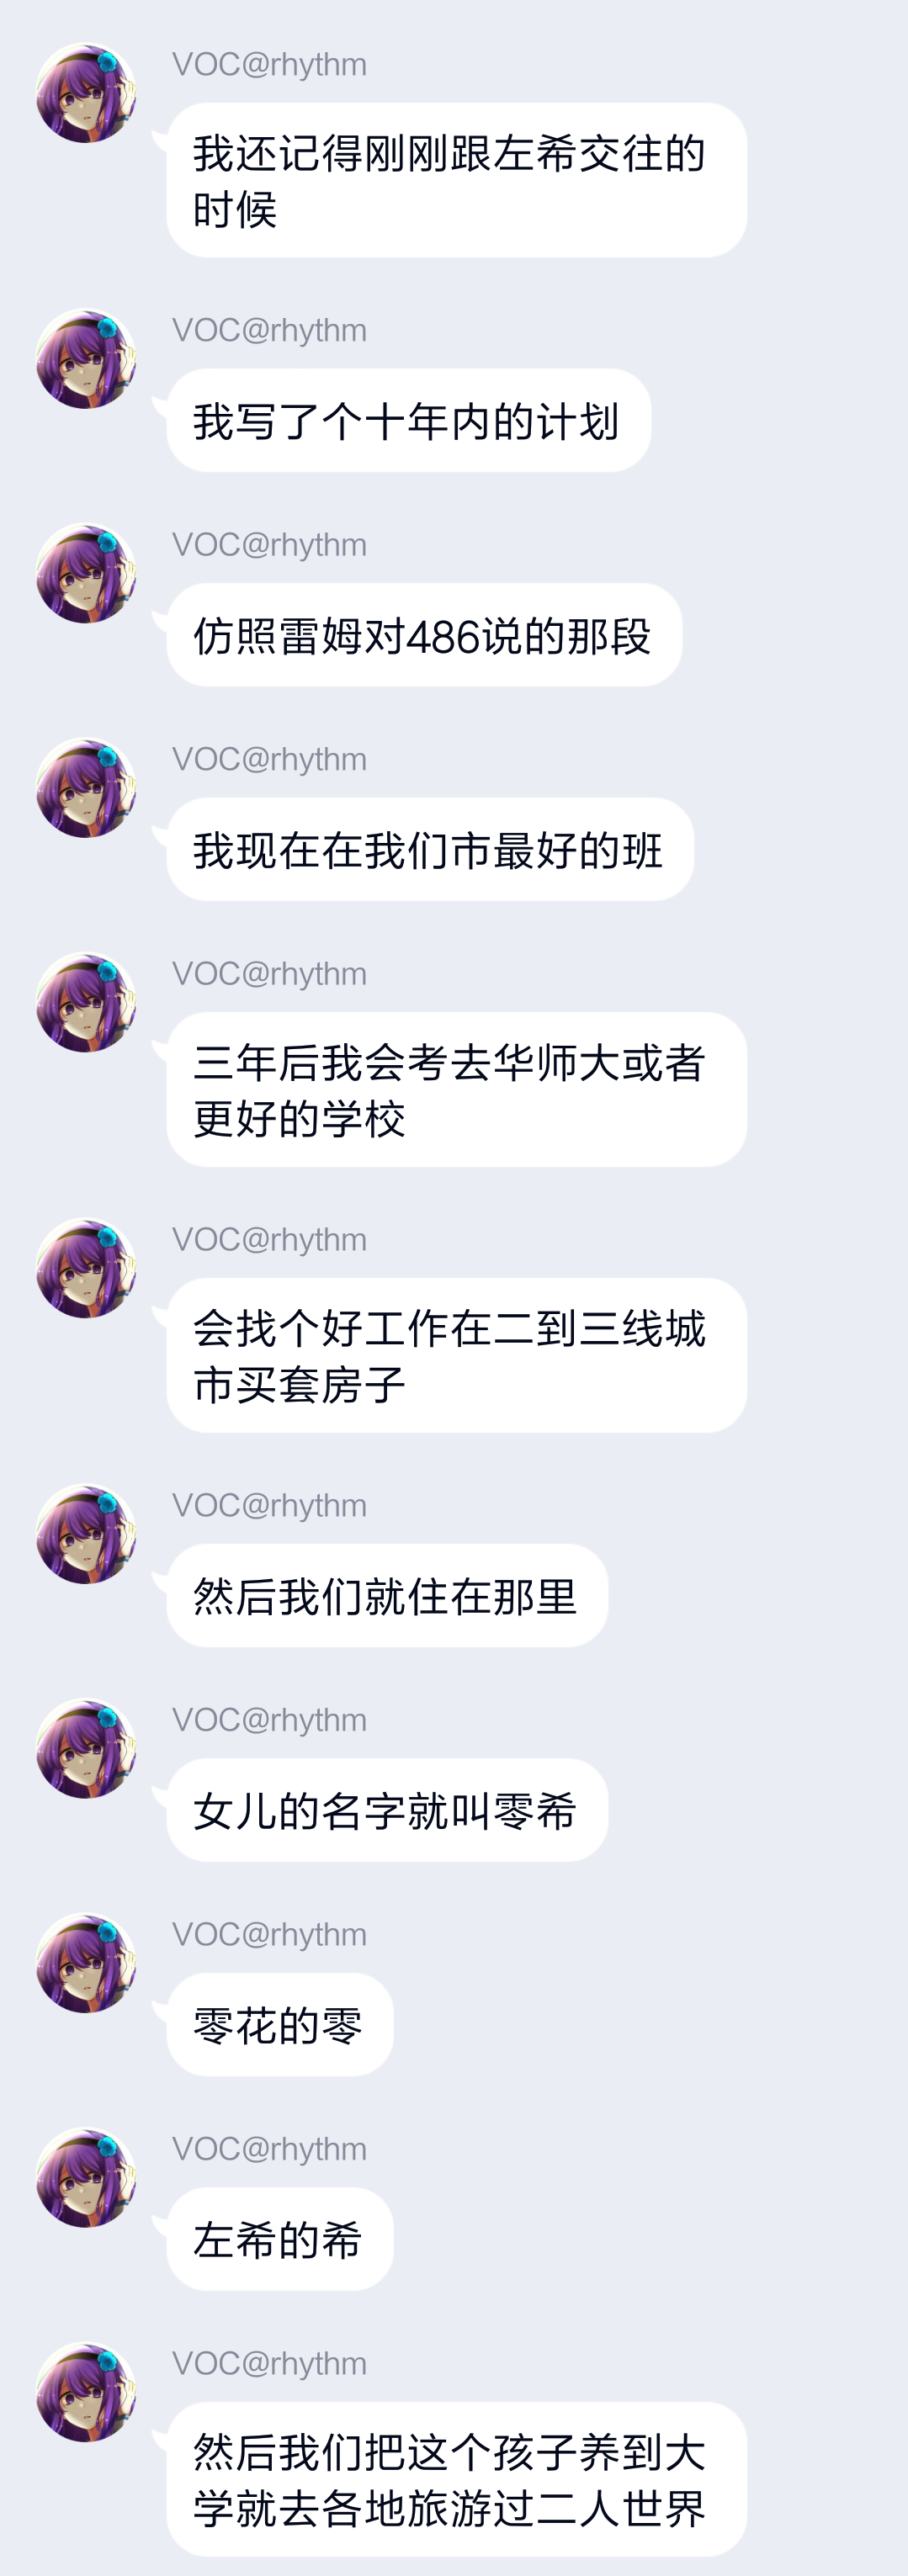 VOC@rhythm
我还记得刚刚跟左希交往的
时候
VOC@rhythm
我写了个十年内的计划
VOC@rhythm
仿照雷姆对486说的那段
VOC@rhythm
我现在在我们市最好的班
VOC@rhythm
三年后我会考去华师大或者
更好的学校
VOC@rhythm
会找个好工作在二到三线城
市买套房子
VOC@rhythm
然后我们就住在那里
VOC@rhythm
女儿的名字就叫零希
VOC@rhythm
零花的零
VOC@rhythm
左希的希
VOC@rhythm
然后我们把这个孩子养到大
学就去各地旅游过二人世界